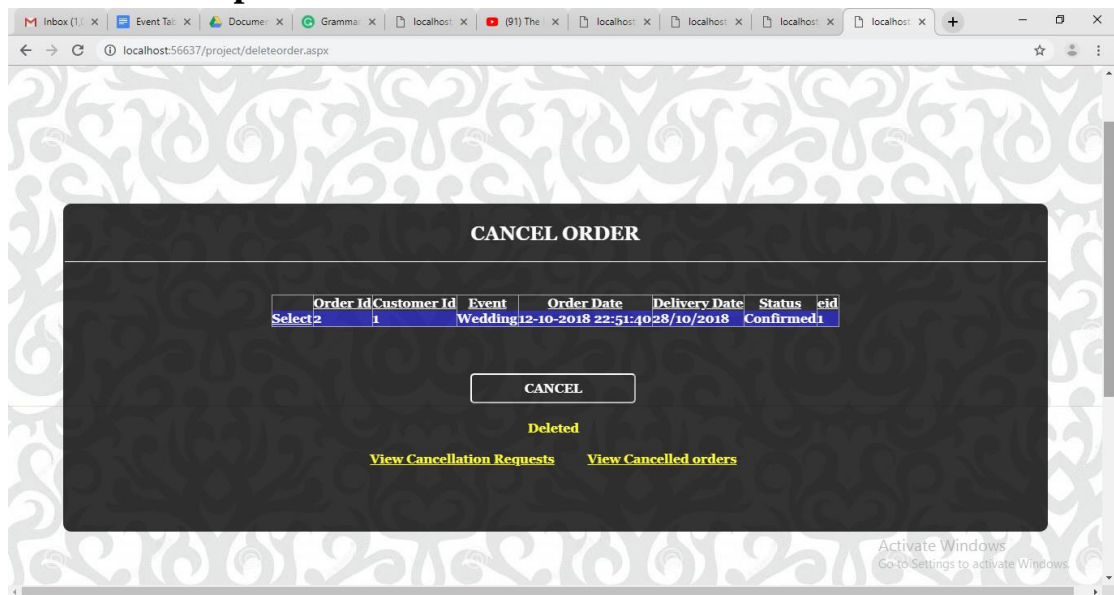 Inbox (1,(
Event Tab
Documen
Grammar
localhost:
(91) The
localhost:
localhost:
localhost:
localhost:
localhost:56637/project/deleteorder.aspx
CANCEL ORDER
Order Id Customer Id Event Order Date Delivery Date Status eid
Select 2 1 Wedding 12-10-2018 22:51:40 28/10/2018 Confirmed 1
CANCEL
Deleted
View Cancellation Requests View Cancelled orders
Activate Windows
Go to Settings to activate Windows.